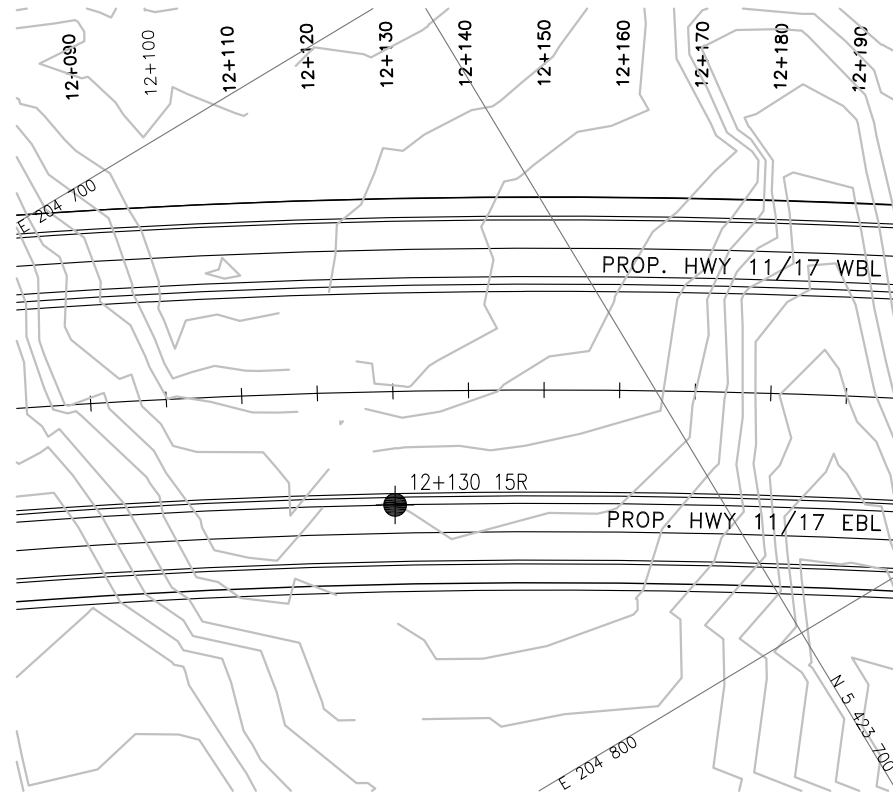 12+090
12+100
12+110
12+120
12+130
12+140
12+150
12+160
12+170
12+180
12+190
E 204 700
PROP. HWY 11/17 WBL
12+130 15R
PROP. HWY 11/17 EBL
N 5 423 700
E 204 800